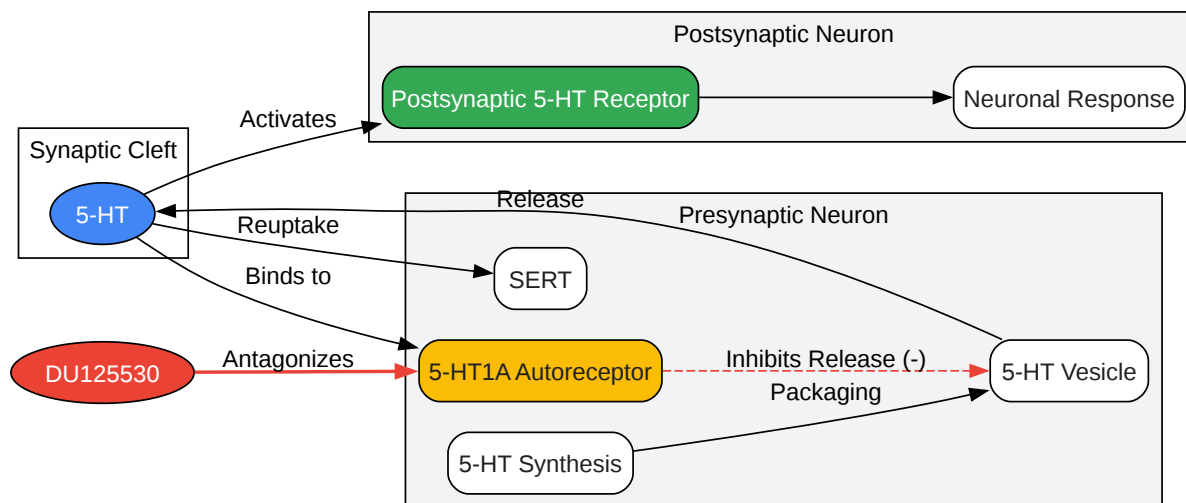 Postsynaptic Neuron
Postsynaptic 5-HT Receptor
Neuronal Response
Activates
Synaptic Cleft
5-HT
Release
Presynaptic Neuron
Reuptake
SERT
Binds to
DU125530
Antagonizes
5-HT1A Autoreceptor
Inhibits Release (-)
5-HT Vesicle
Packaging
5-HT Synthesis